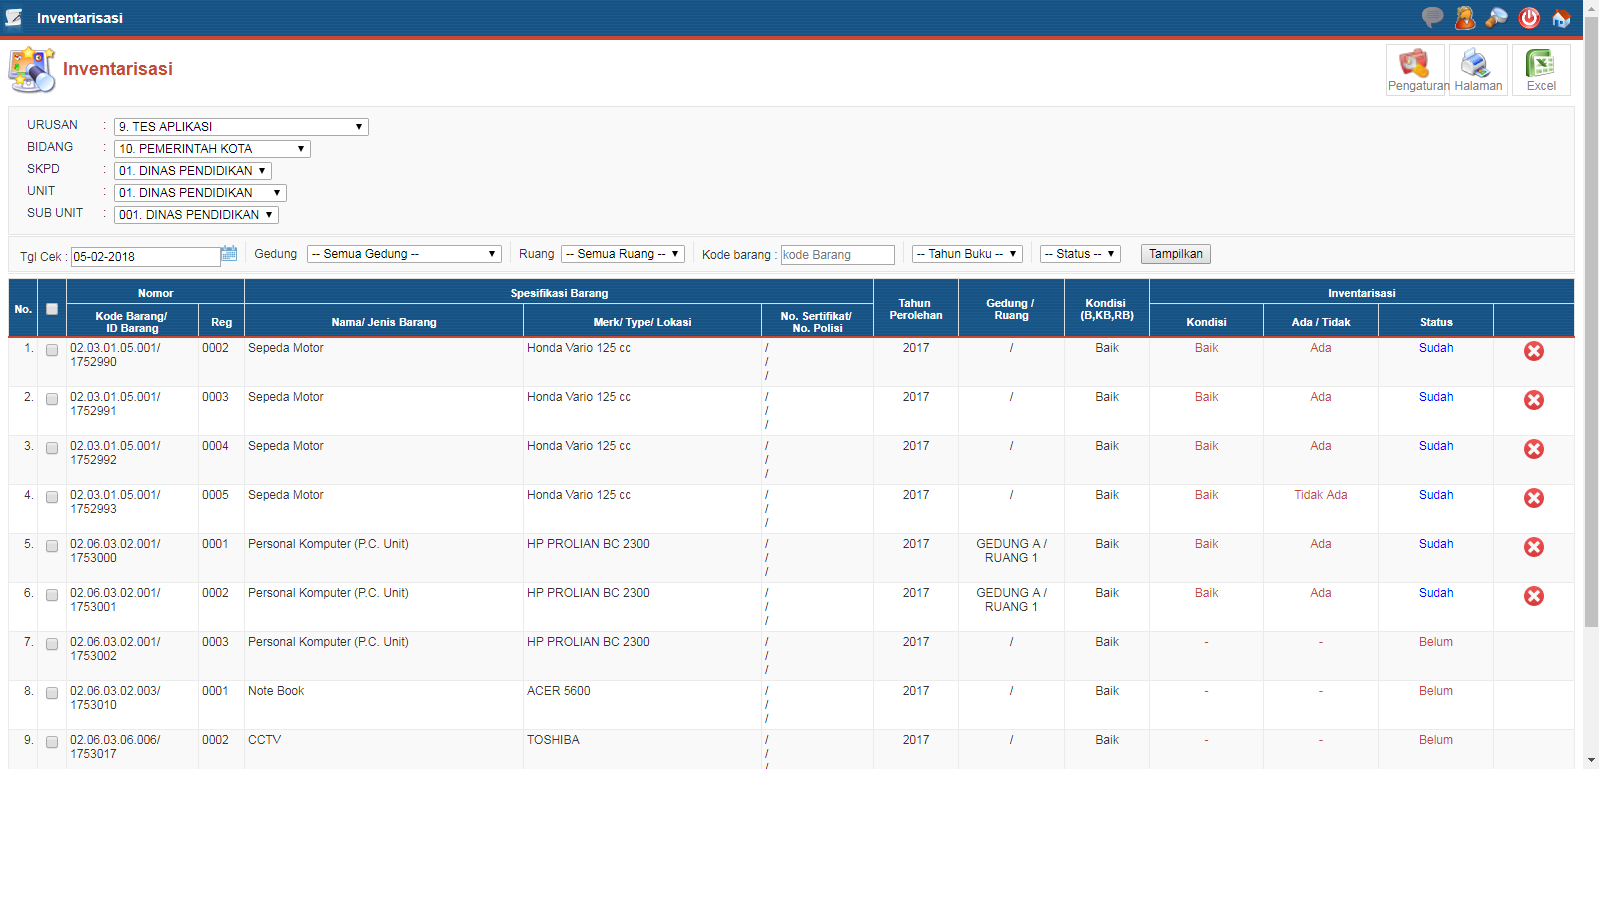 Inventarisasi
Inventarisasi
Pengaturan Halaman Excel
URUSAN : 9. TES APLIKASI
BIDANG : 10. PEMERINTAH KOTA
SKPD : 01. DINAS PENDIDIKAN
UNIT : 01. DINAS PENDIDIKAN
SUB UNIT : 001. DINAS PENDIDIKAN
Tgl Cek : 05-02-2018 Gedung -- Semua Gedung -- Ruang -- Semua Ruang -- Kode barang : kode Barang -- Tahun Buku -- -- Status -- Tampilkan
No. Nomor Spesifikasi Barang Tahun Perolehan Gedung / Ruang Kondisi (B,KB,RB) Inventarisasi
Kode Barang/ ID Barang Reg Nama/ Jenis Barang Merk/ Type/ Lokasi No. Sertifikat/ No. Polisi Kondisi Ada / Tidak Status
1. 02.03.01.05.001/ 0002 Sepeda Motor Honda Vario 125 cc / 2017 / Baik Baik Ada Sudah
1752990 /
/
2. 02.03.01.05.001/ 0003 Sepeda Motor Honda Vario 125 cc / 2017 / Baik Baik Ada Sudah
1752991 /
/
3. 02.03.01.05.001/ 0004 Sepeda Motor Honda Vario 125 cc / 2017 / Baik Baik Ada Sudah
1752992 /
/
4. 02.03.01.05.001/ 0005 Sepeda Motor Honda Vario 125 cc / 2017 / Baik Baik Tidak Ada Sudah
1752993 /
/
5. 02.06.03.02.001/ 0001 Personal Komputer (P.C. Unit) HP PROLIAN BC 2300 / 2017 GEDUNG A / Baik Baik Ada Sudah
1753000 / RUANG 1
/
6. 02.06.03.02.001/ 0002 Personal Komputer (P.C. Unit) HP PROLIAN BC 2300 / 2017 GEDUNG A / Baik Baik Ada Sudah
1753001 / RUANG 1
/
7. 02.06.03.02.001/ 0003 Personal Komputer (P.C. Unit) HP PROLIAN BC 2300 / 2017 / Baik - - Belum
1753002 /
/
8. 02.06.03.02.003/ 0001 Note Book ACER 5600 / 2017 / Baik - - Belum
1753010 /
/
9. 02.06.03.06.006/ 0002 CCTV TOSHIBA / 2017 / Baik - - Belum
1753017 /
/